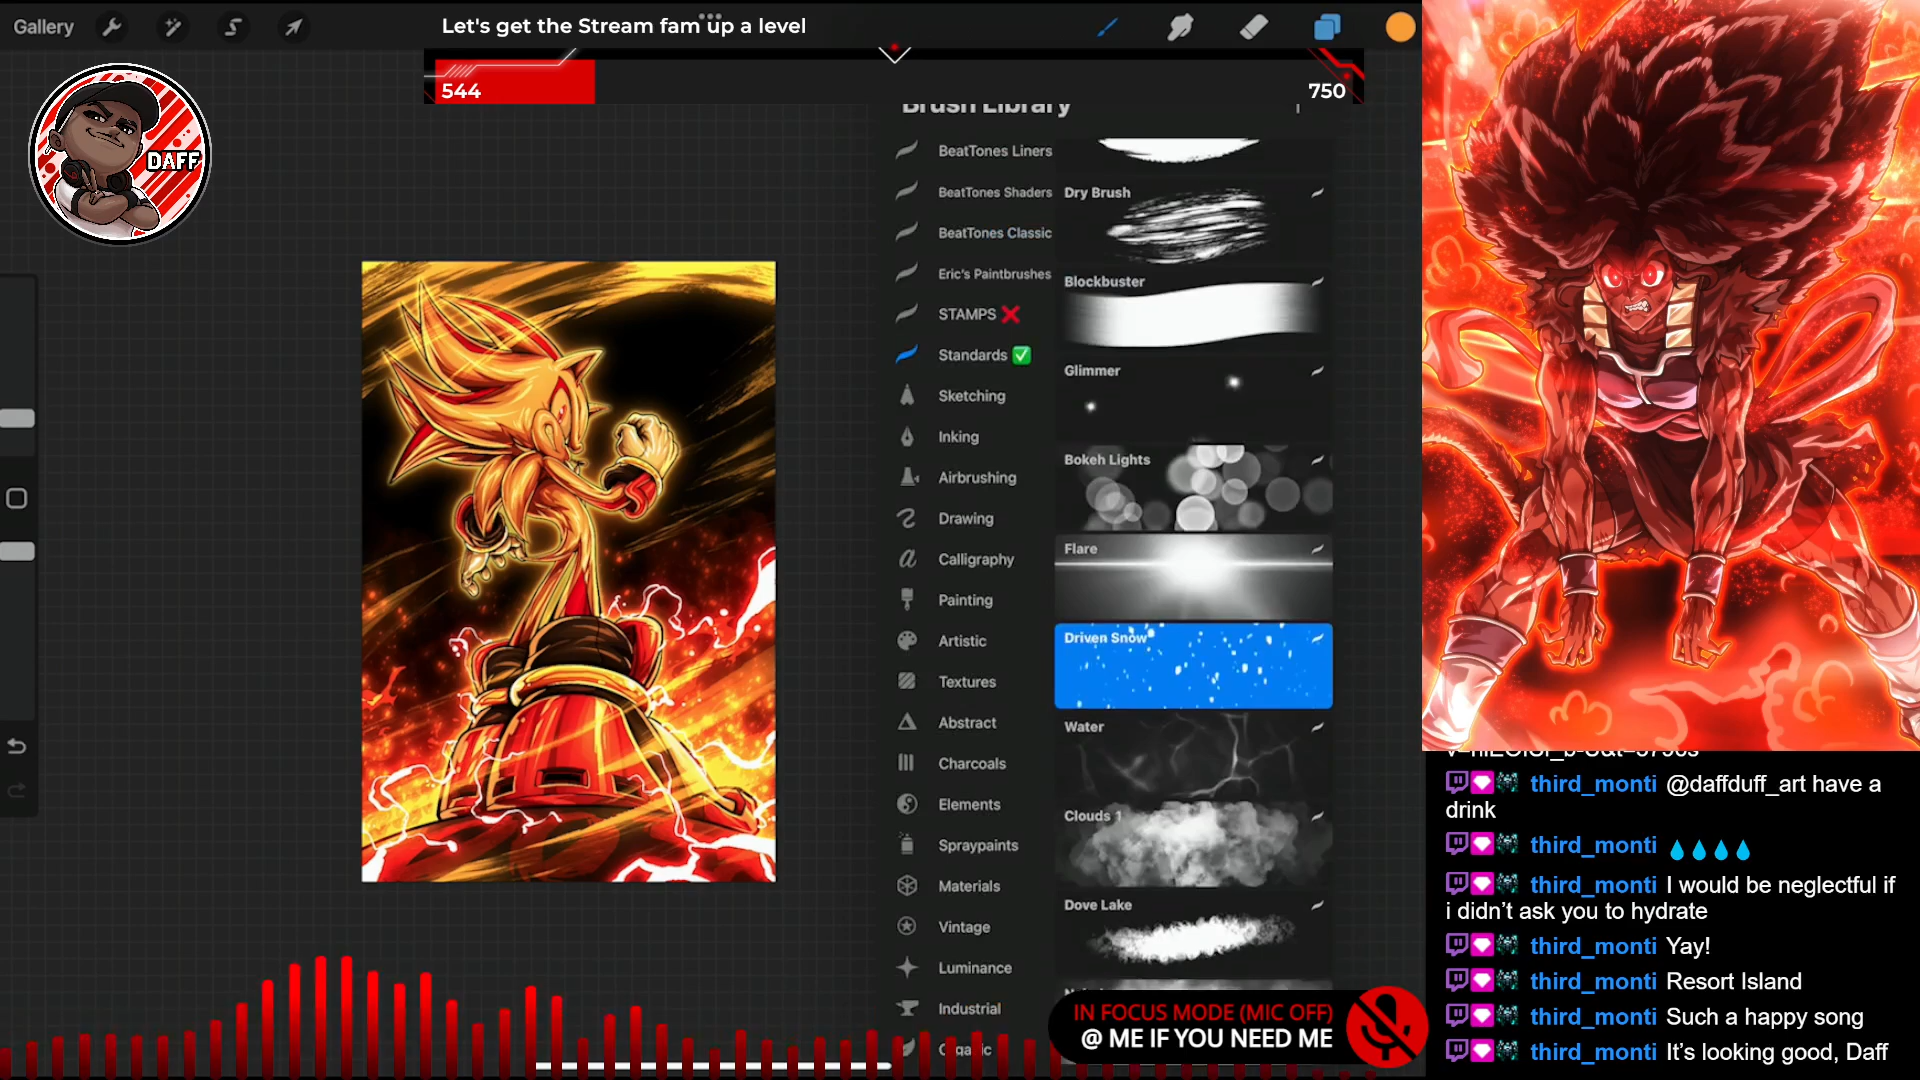 Gallery
Let's get the Stream fam up a level
544
750
DAFF
Brush Library
BeatTones Liners
BeatTones Shaders
BeatTones Classic
Eric's Paintbrushes
STAMPS ❌
Standards ✅
Sketching
Inking
Airbrushing
Drawing
Calligraphy
Painting
Artistic
Textures
Abstract
Charcoals
Elements
Spraypaints
Materials
Vintage
Luminance
Industrial
Organic
Dry Brush
Blockbuster
Glimmer
Bokeh Lights
Flare
Driven Snow
Water
Clouds 1
Dove Lake
IN FOCUS MODE (MIC OFF)
@ ME IF YOU NEED ME
third_monti @daffduff_art have a
drink
third_monti 💧💧💧💧
third_monti I would be neglectful if
i didn't ask you to hydrate
third_monti Yay!
third_monti Resort Island
third_monti Such a happy song
third_monti It's looking good, Daff